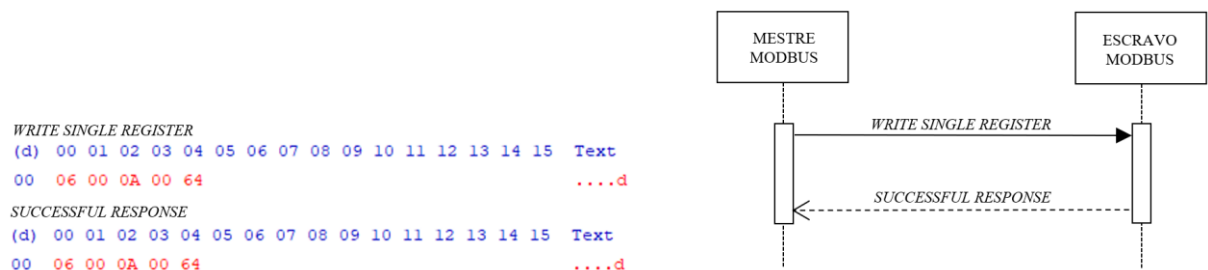 WRITE SINGLE REGISTER
(d) 00 01 02 03 04 05 06 07 08 09 10 11 12 13 14 15 Text
00 06 00 0A 00 64 ....d
SUCCESSFUL RESPONSE
(d) 00 01 02 03 04 05 06 07 08 09 10 11 12 13 14 15 Text
00 06 00 0A 00 64 ....d
MESTRE
MODBUS
ESCRAVO
MODBUS
WRITE SINGLE REGISTER
SUCCESSFUL RESPONSE